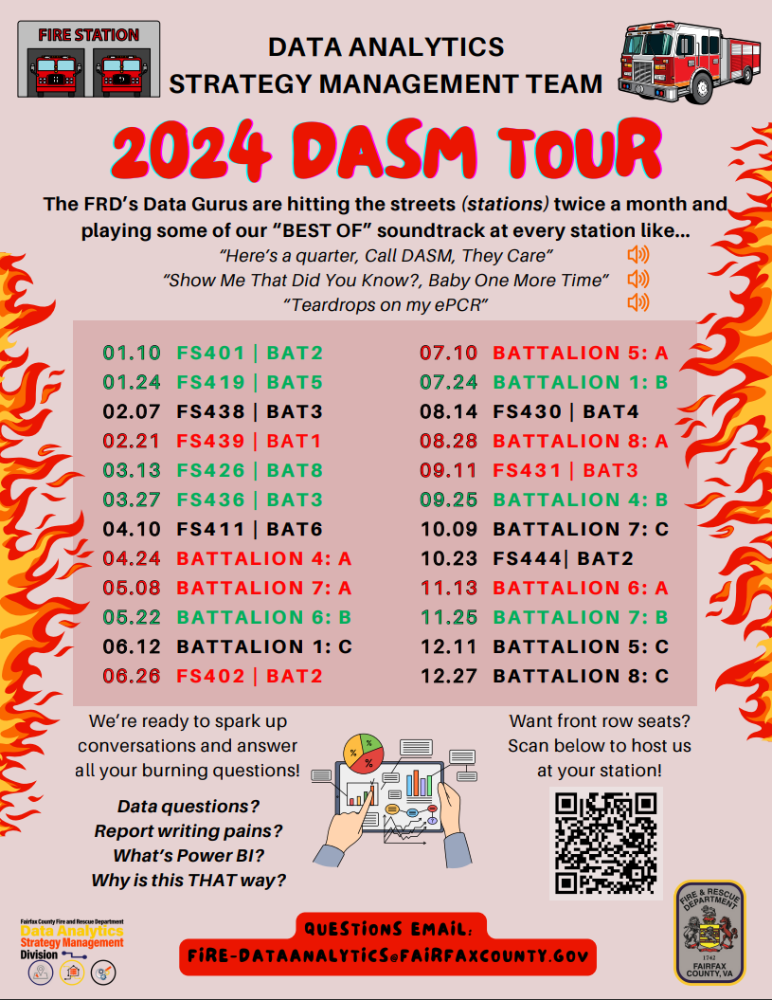 FIRE STATION
DATA ANALYTICS
STRATEGY MANAGEMENT TEAM
2024 DASM TOUR
The FRD's Data Gurus are hitting the streets (stations) twice a month and
playing some of our "BEST OF" soundtrack at every station like...
"Here's a quarter, Call DASM, They Care"
"Show Me That Did You Know?, Baby One More Time"
"Teardrops on my ePCR"
01.10 FS401 | BAT2
01.24 FS419 | BAT5
02.07 FS438 | BAT3
02.21 FS439 | BAT1
03.13 FS426 | BAT8
03.27 FS436 | BAT3
04.10 FS411 | BAT6
04.24 BATTALION 4: A
05.08 BATTALION 7: A
05.22 BATTALION 6: B
06.12 BATTALION 1: C
06.26 FS402 | BAT2
07.10 BATTALION 5: A
07.24 BATTALION 1: B
08.14 FS430 | BAT4
08.28 BATTALION 8: A
09.11 FS431 | BAT3
09.25 BATTALION 4: B
10.09 BATTALION 7: C
10.23 FS444| BAT2
11.13 BATTALION 6: A
11.25 BATTALION 7: B
12.11 BATTALION 5: C
12.27 BATTALION 8: C
We're ready to spark up
conversations and answer
all your burning questions!
Data questions?
Report writing pains?
What's Power BI?
Why is this THAT way?
%
%
%
Want front row seats?
Scan below to host us
at your station!
Fairfax County Fire and Rescue Department
Data Analytics
Strategy Management
Division
QUESTIONS EMAIL:
FIRE-DATAANALYTICS@FAIRFAXCOUNTY.GOV
FIRE & RESCUE
DEPARTMENT
1742
FAIRFAX
COUNTY, VA